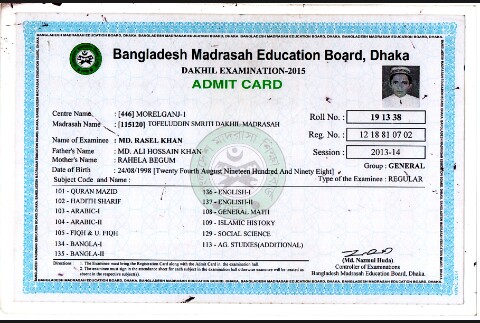 Bangladesh Madrasah Education Board, Dhaka
DAKHIL EXAMINATION-2015
ADMIT CARD
Centre Name : [446] MORELGANJ-1
Madrasah Name : [115120] TOFELUDDIN SMRITI DAKHIL MADRASAH
Roll No. : 19 13 38
Reg. No. : 12 18 81 07 02
Session : 2013-14
Name of Examinee : MD. RASEL KHAN
Father's Name : MD. ALI HOSSAIN KHAN
Mother's Name : RAHELA BEGUM
Group : GENERAL
Date of Birth : 24/08/1998 [Twenty Fourth August Nineteen Hundred And Ninety Eight]
Type of the Examinee : REGULAR
Subject Code and Name :
101 - QURAN MAZID
102 - HADITH SHARIF
103 - ARABIC-I
104 - ARABIC-II
105 - FIQH & U. FIQH
134 - BANGLA-I
135 - BANGLA-II
136 - ENGLISH-I
137 - ENGLISH-II
108 - GENERAL MATH
109 - ISLAMIC HISTORY
129 - SOCIAL SCIENCE
113 - AG. STUDIES(ADDITIONAL)
(Md. Nazmul Huda)
Controller of Examinations
Bangladesh Madrasah Education Board, Dhaka.
Directions : 1. The Examinee must bring the Registration Card along with the Admit Card in the examination hall.
2. The examinee must sign in the attendance sheet for each subject in the examination hall otherwise examinee will be treated as
absent in the respective subject(s).